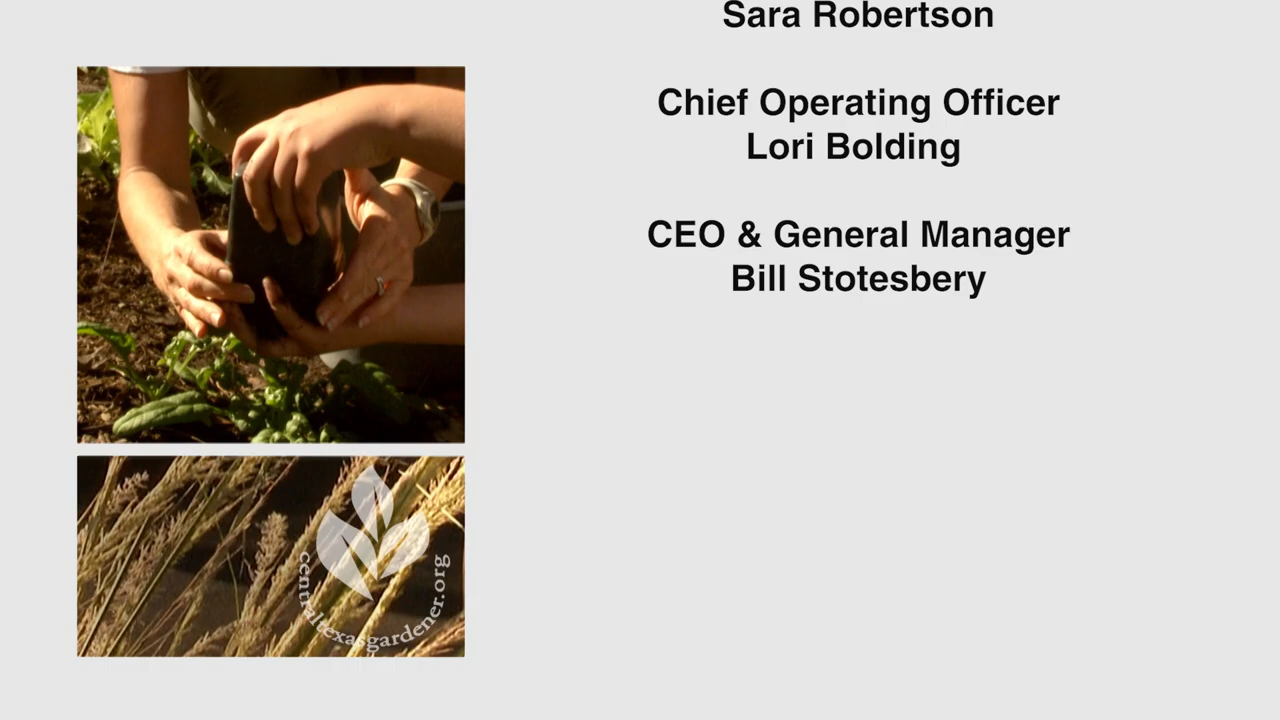 Sara Robertson
Chief Operating Officer
Lori Bolding
CEO & General Manager
Bill Stotesbery
centraltexasgardener.org